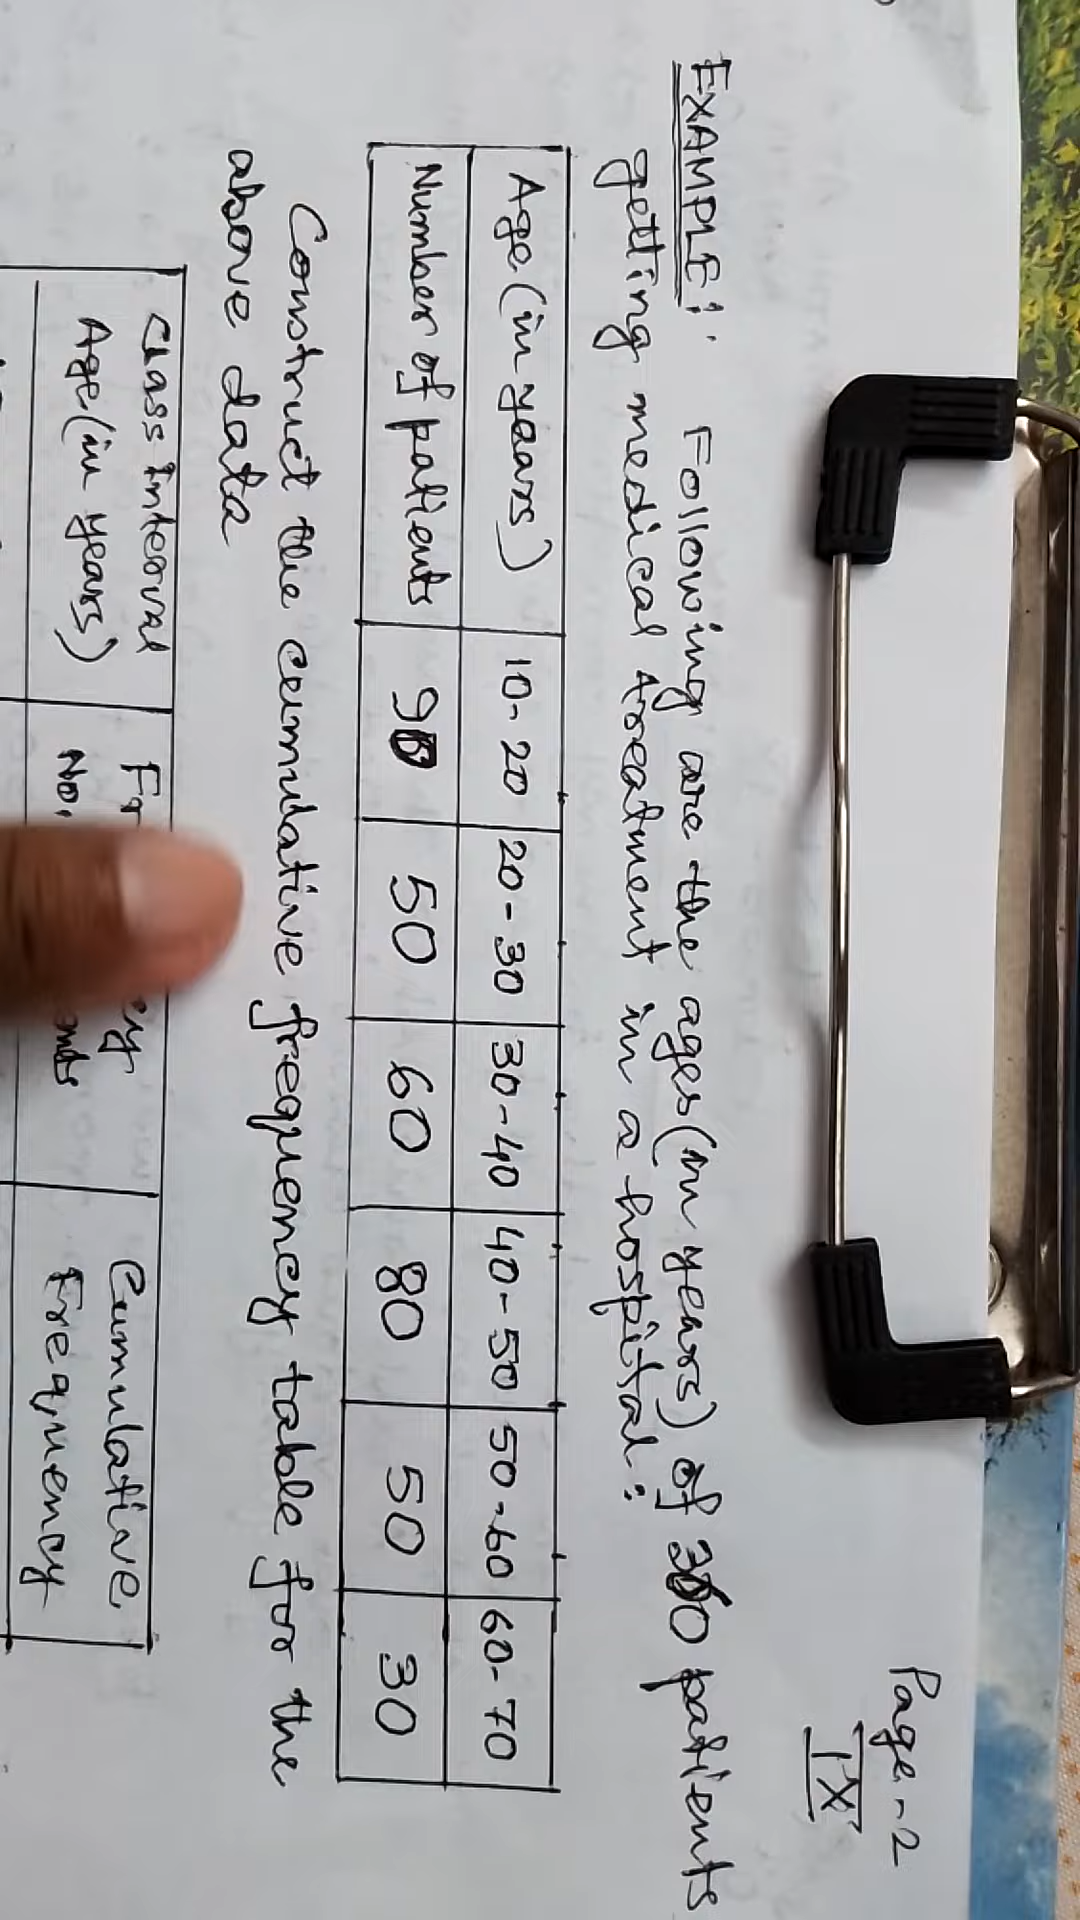 Page-2
IX
EXAMPLE:- Following are the ages (in years) of 360 patients
getting medical treatment in a hospital:
Age (in years) 10-20 20-30 30-40 40-50 50-60 60-70
Number of patients 90 50 60 80 50 30
Construct the cumulative frequency table for the
above data
Class Interval Cumulative
Age (in years) No. Frequency